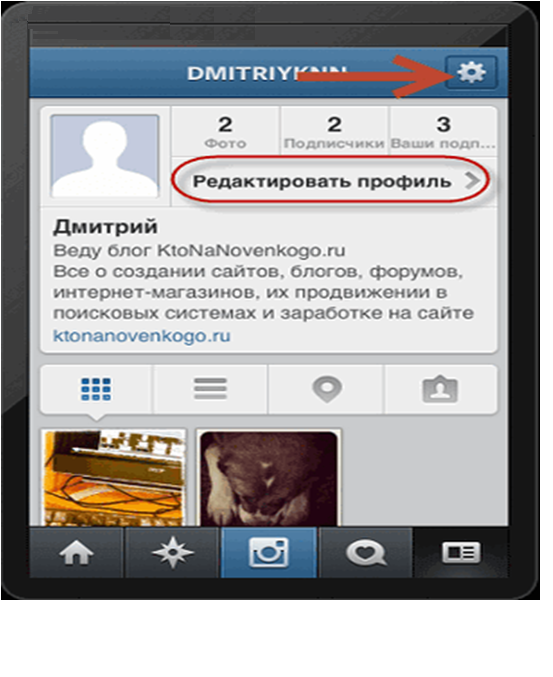 DMITRIYKNN
2
Фото
2
Подписчики
3
Ваши подп...
Редактировать профиль
Дмитрий
Веду блог KtoNaNovenkogo.ru
Все о создании сайтов, блогов, форумов,
интернет-магазинов, их продвижении в
поисковых системах и заработке на сайте
ktonanovenkogo.ru